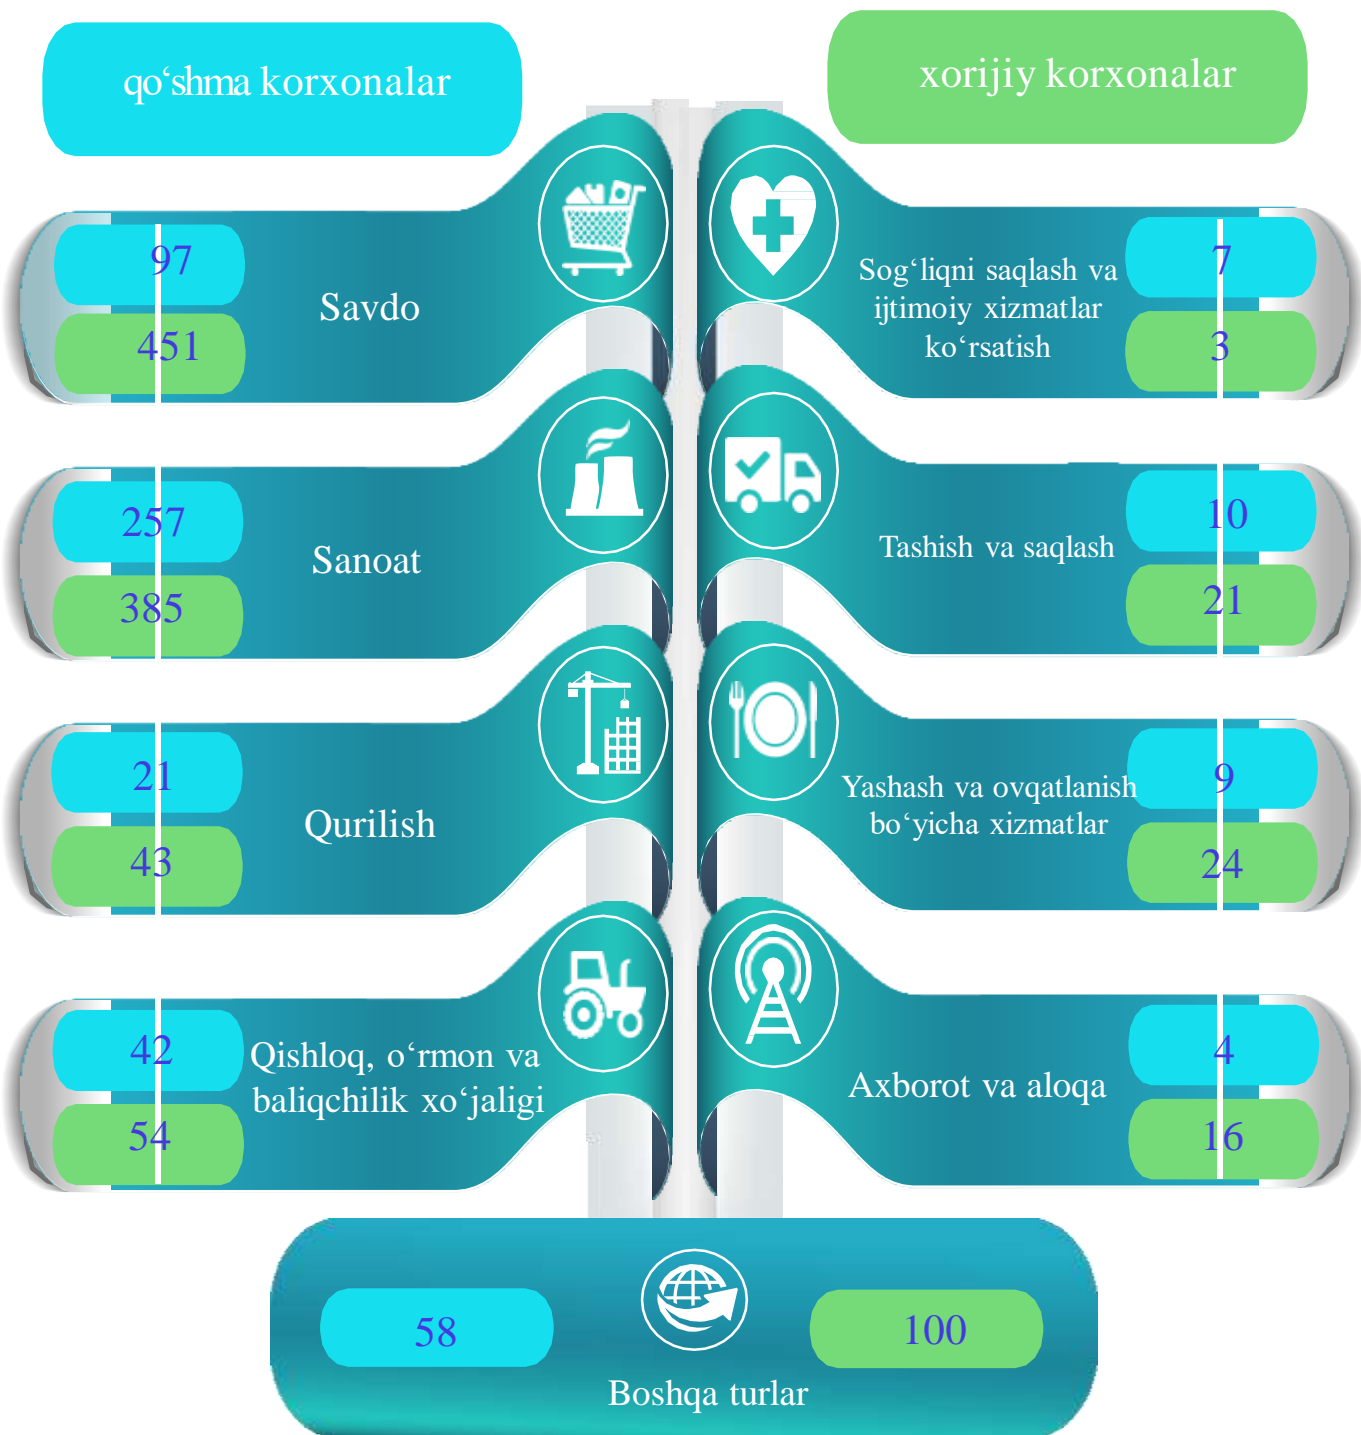 qo‘shma korxonalar
xorijiy korxonalar
97
451
Savdo
Sog‘liqni saqlash va
ijtimoiy xizmatlar
ko‘rsatish
7
3
257
385
Sanoat
Tashish va saqlash
10
21
21
43
Qurilish
Yashash va ovqatlanish
bo‘yicha xizmatlar
9
24
42
54
Qishloq, o‘rmon va
baliqchilik xo‘jaligi
Axborot va aloqa
4
16
58
100
Boshqa turlar